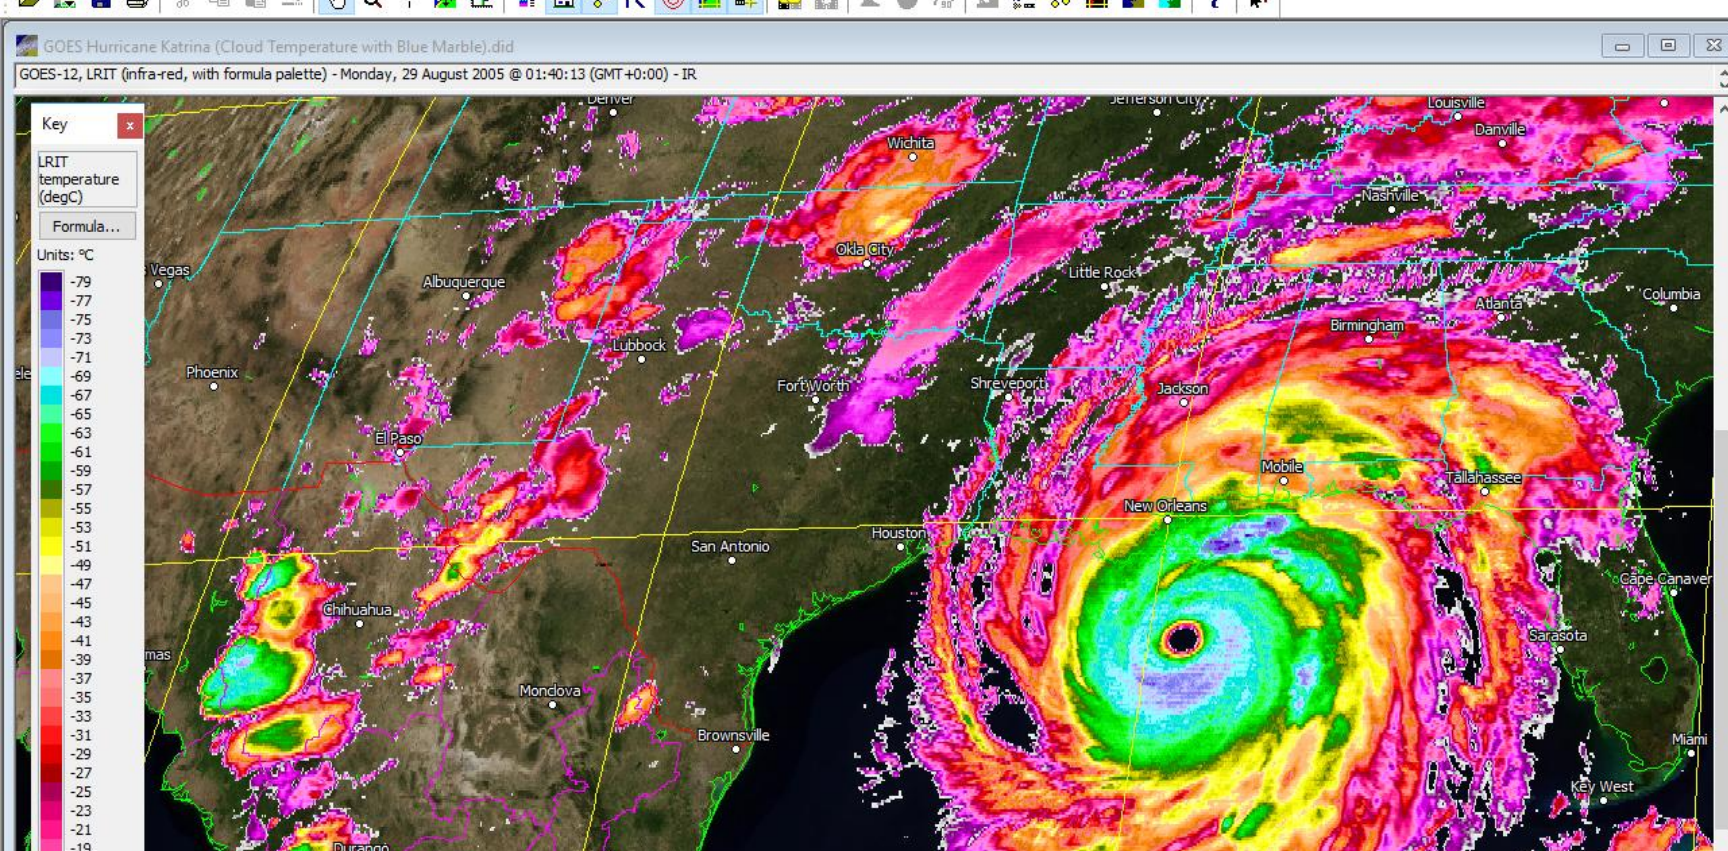 GOES Hurricane Katrina (Cloud Temperature with Blue Marble).did
GOES-12, LRIT (infra-red, with formula palette) - Monday, 29 August 2005 @ 01:40:13 (GMT+0:00) - IR
Key
x
LRIT
temperature
(degC)
Formula...
Units: °C
-79
-77
-75
-73
-71
-69
-67
-65
-63
-61
-59
-57
-55
-53
-51
-49
-47
-45
-43
-41
-39
-37
-35
-33
-31
-29
-27
-25
-23
-21
-19
Denver
Jefferson City
Louisville
Danville
Wichita
Nashville
Okla City
Vegas
Albuquerque
Little Rock
Columbia
Atlanta
Birmingham
Lubbock
Phoenix
Fort Worth
Shreveport
Jackson
El Paso
Mobile
Tallahassee
New Orleans
Houston
San Antonio
Cape Canaver
Chihuahua
Sarasota
mas
Monclova
Brownsville
Miami
Key West
Durango